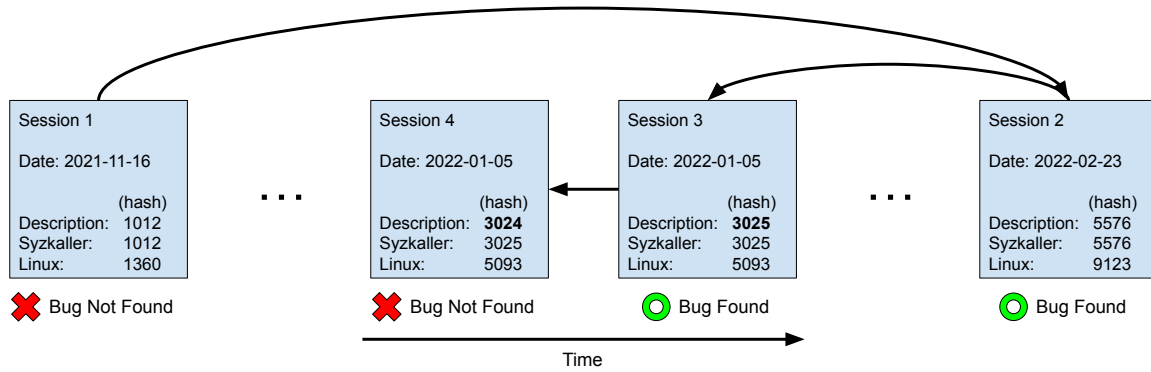 Session 1
Date: 2021-11-16
(hash)
Description: 1012
Syzkaller: 1012
Linux: 1360
Bug Not Found
...
Session 4
Date: 2022-01-05
(hash)
Description: 3024
Syzkaller: 3025
Linux: 5093
Bug Not Found
Session 3
Date: 2022-01-05
(hash)
Description: 3025
Syzkaller: 3025
Linux: 5093
Bug Found
...
Session 2
Date: 2022-02-23
(hash)
Description: 5576
Syzkaller: 5576
Linux: 9123
Bug Found
Time